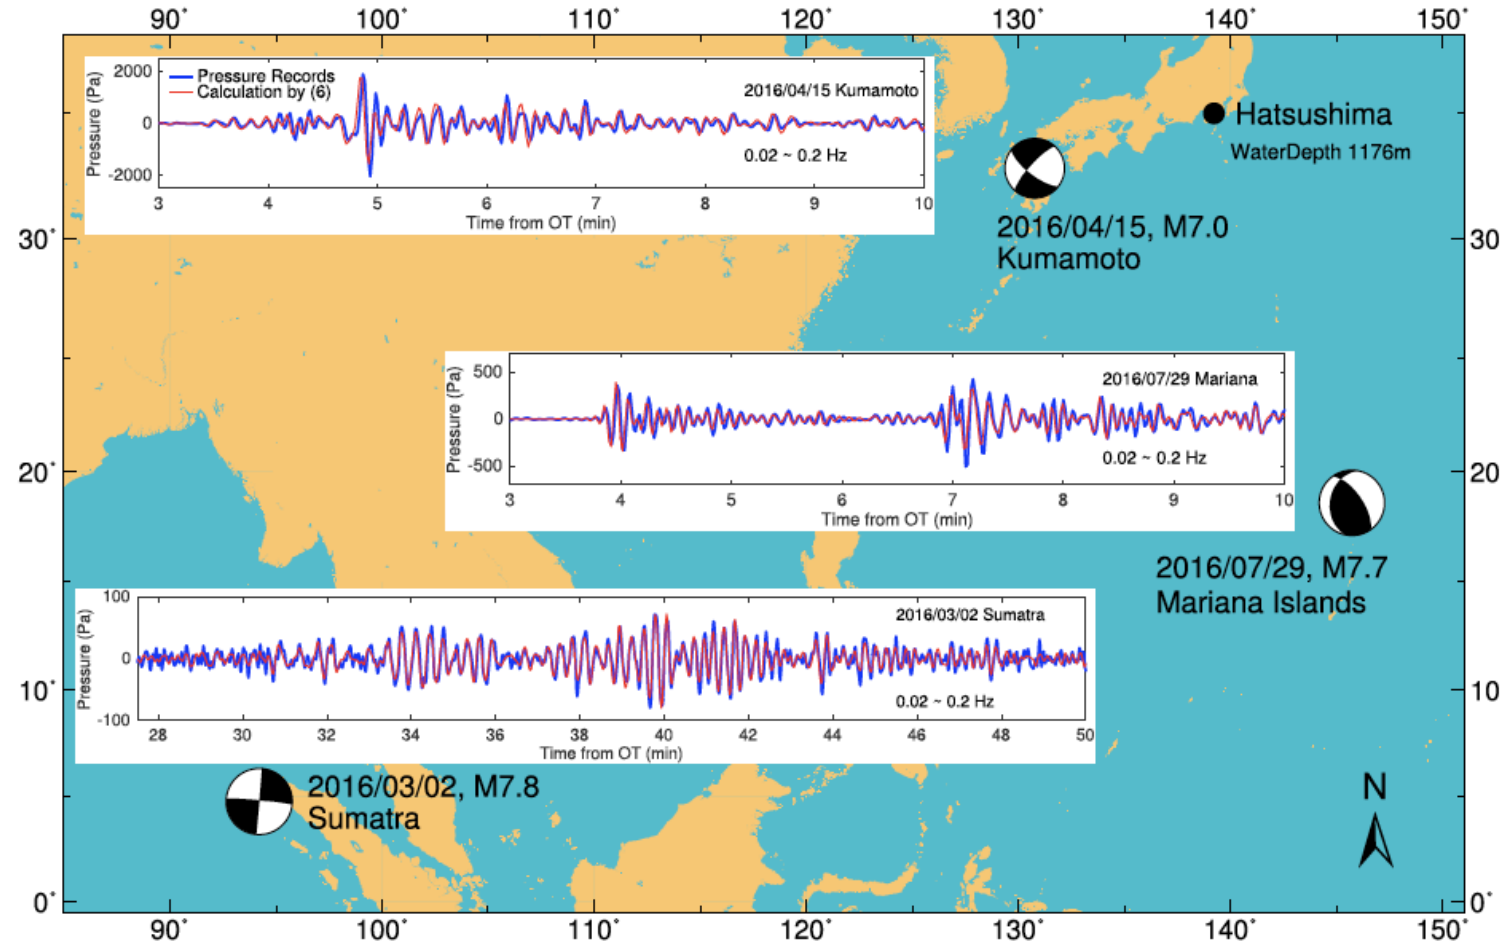 90° 100° 110° 120° 130° 140° 150°
2000
0
-2000
Pressure (Pa)
Pressure Records
Calculation by (6)
2016/04/15 Kumamoto
0.02 ~ 0.2 Hz
3 4 5 6 7 8 9 10
Time from OT (min)
Hatsushima
WaterDepth 1176m
2016/04/15, M7.0
Kumamoto
30° 30
500
0
-500
Pressure (Pa)
2016/07/29 Mariana
0.02 ~ 0.2 Hz
3 4 5 6 7 8 9 10
Time from OT (min)
20° 20
2016/07/29, M7.7
Mariana Islands
100
0
-100
Pressure (Pa)
2016/03/02 Sumatra
0.02 ~ 0.2 Hz
28 30 32 34 36 38 40 42 44 46 48 50
Time from OT (min)
10° 10
2016/03/02, M7.8
Sumatra
N
0° 0°
90° 100° 110° 120° 130° 140° 150°